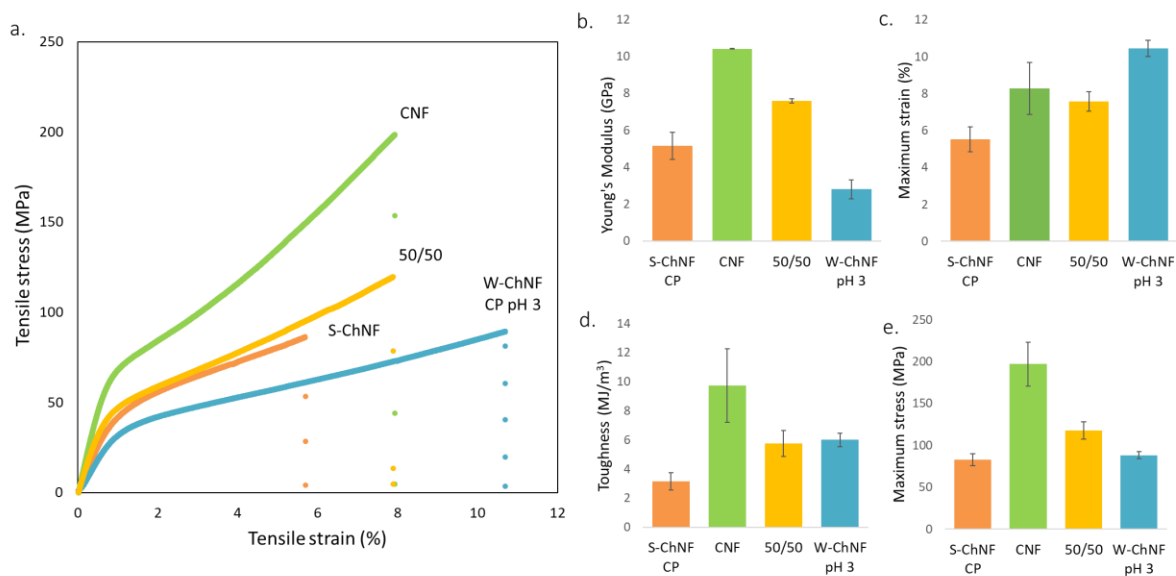 a.
250
200
150
100
50
0
0 2 4 6 8 10 12
Tensile stress (MPa)
Tensile strain (%)
CNF
50/50
W-ChNF
CP pH 3
S-ChNF
b.
12
10
8
6
4
2
0
Young's Modulus (GPa)
S-ChNF CNF 50/50 W-ChNF
CP pH 3
c.
12
10
8
6
4
2
0
Maximum strain (%)
S-ChNF CNF 50/50 W-ChNF
CP pH 3
d.
14
12
10
8
6
4
2
0
Toughness (MJ/m³)
S-ChNF CNF 50/50 W-ChNF
CP pH 3
e.
250
200
150
100
50
0
Maximum stress (MPa)
S-ChNF CNF 50/50 W-ChNF
CP pH 3